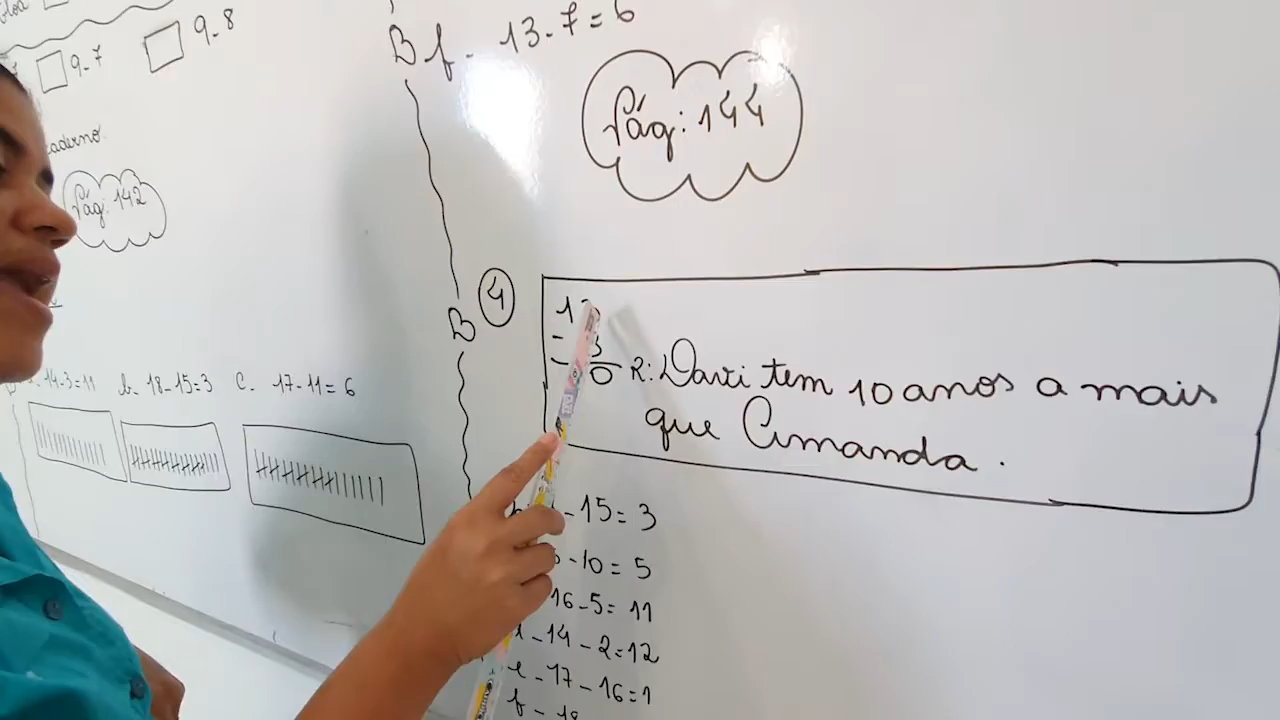 9-7
9-8
Pág: 142
14-3=11
b- 18-15=3
c- 17-11=6
B
f- 13-7=6
Pág: 144
B
4
R: Davi tem 10 anos a mais
que Amanda.
- 15 = 3
- 10 = 5
16 - 5 = 11
- 14 - 2 = 12
e - 17 - 16 = 1
f - 18